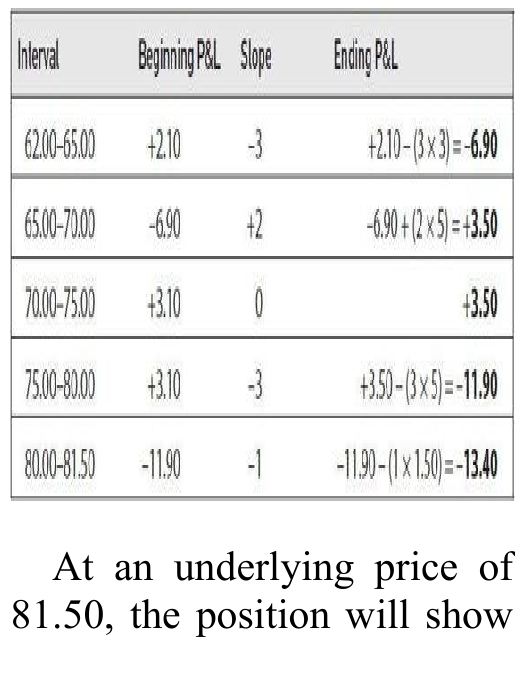 Interval Beginning P&L Slope Ending P&L
62.00–65.00 +2.10 –3 +2.10 – (3 × 3) = –6.90
65.00–70.00 –6.90 +2 –6.90 + (2 × 5) = +3.50
70.00–75.00 +3.10 0 +3.50
75.00–80.00 +3.10 –3 +3.50 – (3 × 5) = –11.90
80.00–81.50 –11.90 –1 –11.90 – (1 × 1.50) = –13.40
At an underlying price of
81.50, the position will show